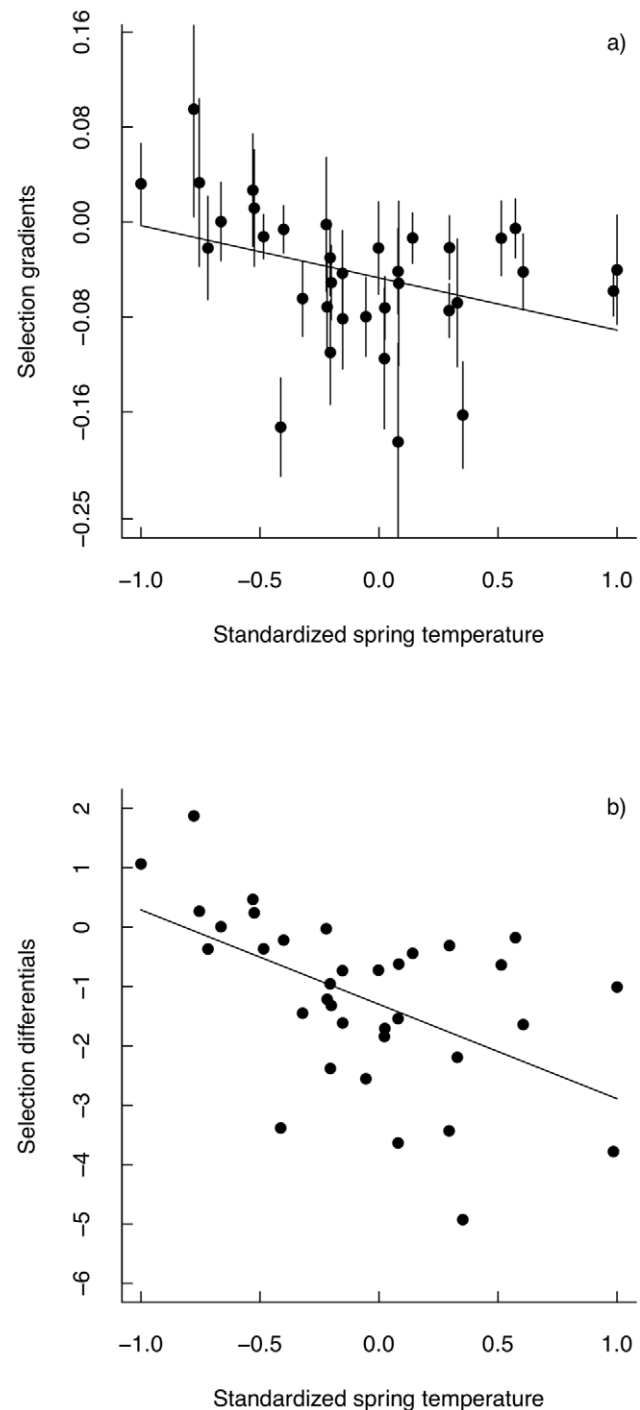 a)
0.16
0.08
0.00
−0.08
−0.16
−0.25
Selection gradients
−1.0 −0.5 0.0 0.5 1.0
Standardized spring temperature
b)
2
1
0
−1
−2
−3
−4
−5
−6
Selection differentials
−1.0 −0.5 0.0 0.5 1.0
Standardized spring temperature